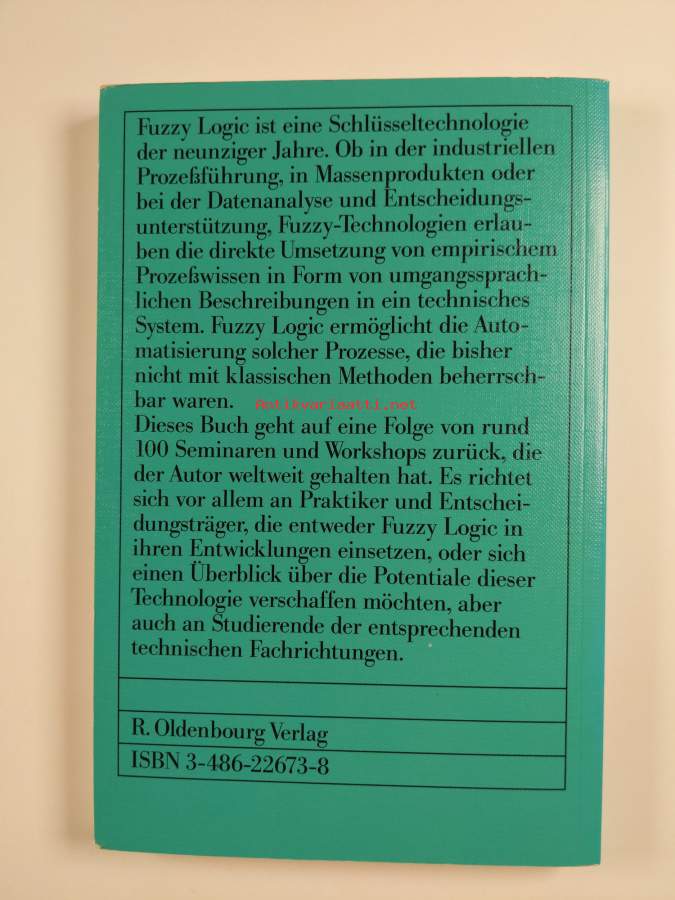 Fuzzy Logic ist eine Schlüsseltechnologie
der neunziger Jahre. Ob in der industriellen
Prozeßführung, in Massenprodukten oder
bei der Datenanalyse und Entscheidungs-
unterstützung, Fuzzy-Technologien erlau-
ben die direkte Umsetzung von empirischem
Prozeßwissen in Form von umgangssprach-
lichen Beschreibungen in ein technisches
System. Fuzzy Logic ermöglicht die Auto-
matisierung solcher Prozesse, die bisher
nicht mit klassischen Methoden beherrsch-
bar waren.
Antikvariaatti.net
Dieses Buch geht auf eine Folge von rund
100 Seminaren und Workshops zurück, die
der Autor weltweit gehalten hat. Es richtet
sich vor allem an Praktiker und Entschei-
dungsträger, die entweder Fuzzy Logic in
ihren Entwicklungen einsetzen, oder sich
einen Überblick über die Potentiale dieser
Technologie verschaffen möchten, aber
auch an Studierende der entsprechenden
technischen Fachrichtungen.
R. Oldenbourg Verlag
ISBN 3-486-22673-8